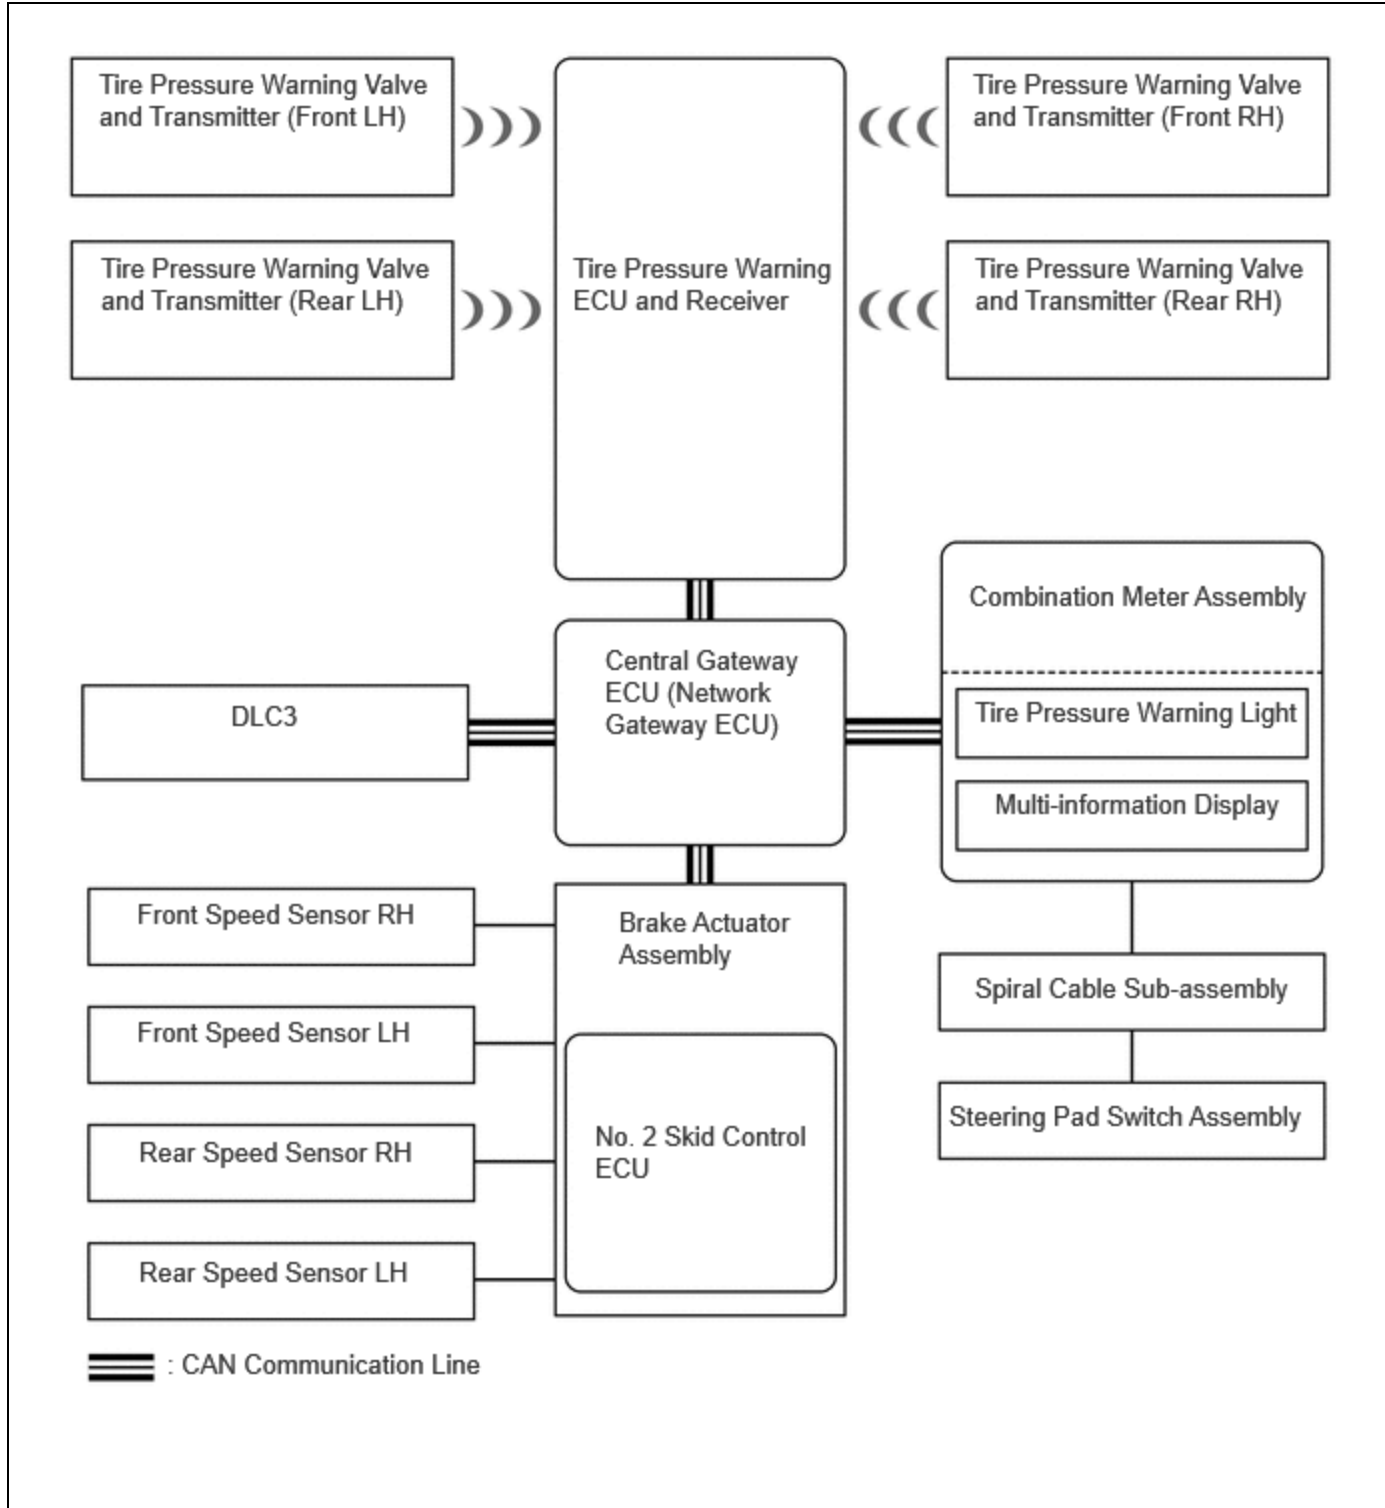 Tire Pressure Warning Valve
and Transmitter (Front LH)
Tire Pressure Warning Valve
and Transmitter (Front RH)
Tire Pressure Warning Valve
and Transmitter (Rear LH)
Tire Pressure Warning
ECU and Receiver
Tire Pressure Warning Valve
and Transmitter (Rear RH)
Combination Meter Assembly
Central Gateway
ECU (Network
Gateway ECU)
DLC3
Tire Pressure Warning Light
Multi-information Display
Front Speed Sensor RH
Brake Actuator
Assembly
Spiral Cable Sub-assembly
Front Speed Sensor LH
Steering Pad Switch Assembly
No. 2 Skid Control
ECU
Rear Speed Sensor RH
Rear Speed Sensor LH
: CAN Communication Line